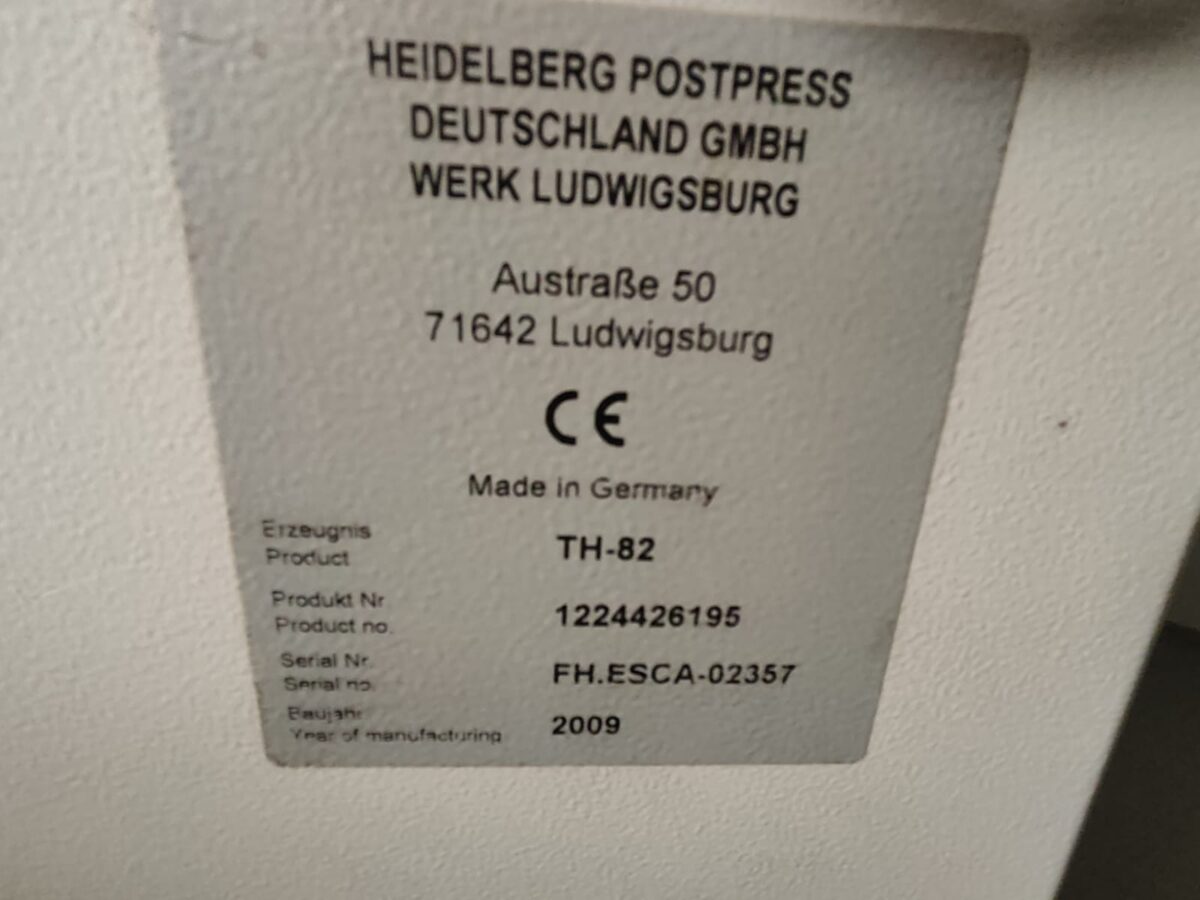 HEIDELBERG POSTPRESS
DEUTSCHLAND GMBH
WERK LUDWIGSBURG
Austraße 50
71642 Ludwigsburg
CE
Made in Germany
Erzeugnis
Product TH-82
Produkt Nr
Product no. 1224426195
Serial Nr.
Serial no. FH.ESCA-02357
Baujahr
Year of manufacturing 2009